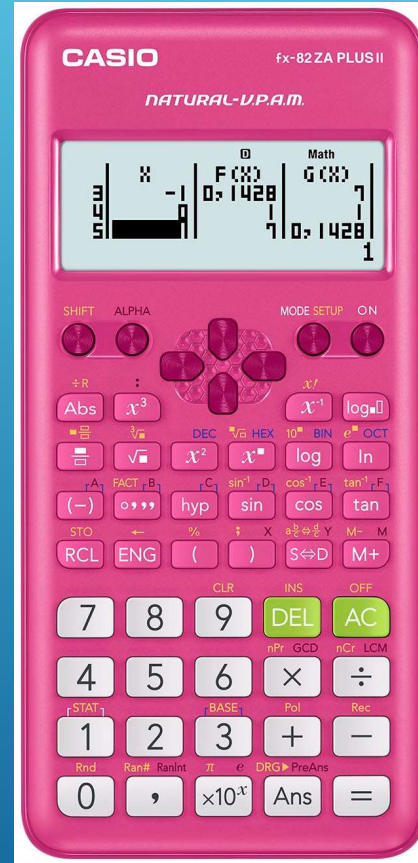 CASIO fx-82 ZA PLUS II
NATURAL-V.P.A.M.
D Math
X F(X) G(X)
3 -1 0,1428 7
4 0 1 1
5 7 0,1428
1
SHIFT ALPHA MODE SETUP ON
÷R : x!
Abs x³ x⁻¹ log▪▯
▪▤ ³√▪ DEC ▪√▫ HEX 10▪ BIN e▪ OCT
▤ √▪ x² x▪ log ln
A FACT B C sin⁻¹ D cos⁻¹ E tan⁻¹ F
(−) °,,, hyp sin cos tan
STO ← % ; X a b/c⇔d/c Y M− M
RCL ENG ( ) S⇔D M+
CLR INS OFF
7 8 9 DEL AC
nPr GCD nCr LCM
4 5 6 × ÷
STAT BASE Pol Rec
1 2 3 + −
Rnd Ran# RanInt π e DRG▶ PreAns
0 , ×10ˣ Ans =